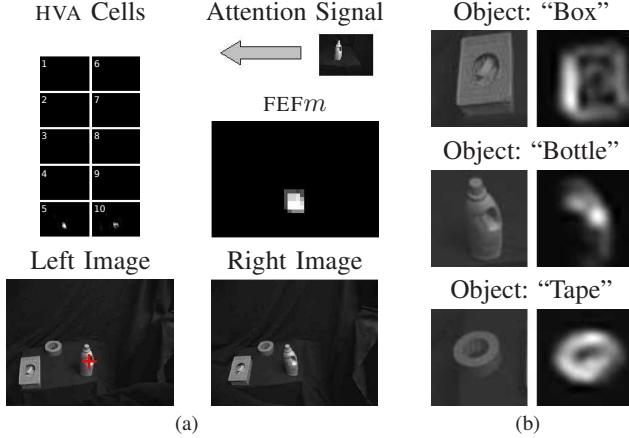 HVA Cells
Attention Signal
1 6
2 7
3 8
4 9
5 10
FEFm
Left Image
Right Image
(a)
Object: “Box”
Object: “Bottle”
Object: “Tape”
(b)